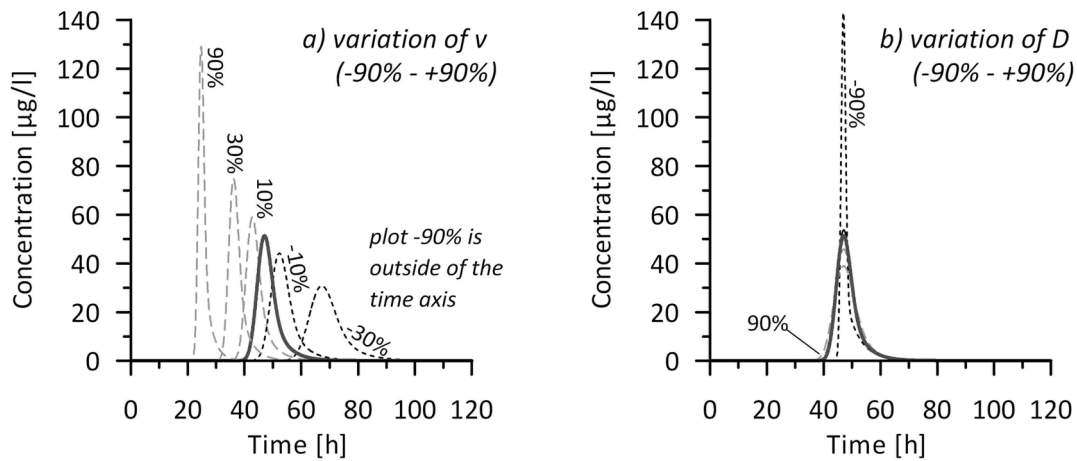 a) variation of v
(-90% - +90%)
Concentration [µg/l]
140
120
100
80
60
40
20
0
90%
30%
10%
-10%
-30%
plot -90% is
outside of the
time axis
0 20 40 60 80 100 120
Time [h]
b) variation of D
(-90% - +90%)
Concentration [µg/l]
140
120
100
80
60
40
20
0
-90%
90%
0 20 40 60 80 100 120
Time [h]